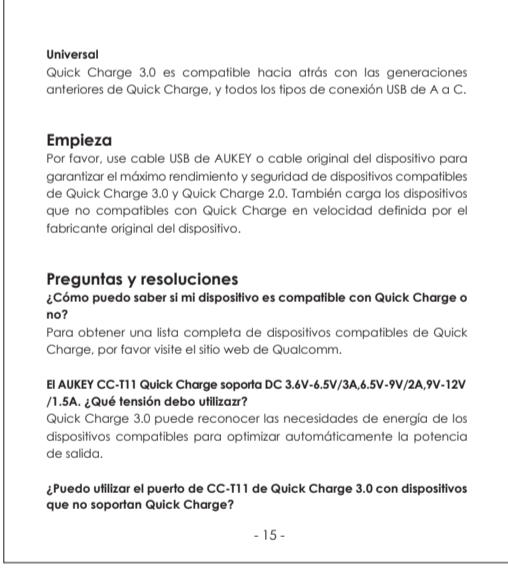 Universal
Quick Charge 3.0 es compatible hacia atrás con las generaciones
anteriores de Quick Charge, y todos los tipos de conexión USB de A a C.
Empieza
Por favor, use cable USB de AUKEY o cable original del dispositivo para
garantizar el máximo rendimiento y seguridad de dispositivos compatibles
de Quick Charge 3.0 y Quick Charge 2.0. También carga los dispositivos
que no compatibles con Quick Charge en velocidad definida por el
fabricante original del dispositivo.
Preguntas y resoluciones
¿Cómo puedo saber si mi dispositivo es compatible con Quick Charge o
no?
Para obtener una lista completa de dispositivos compatibles de Quick
Charge, por favor visite el sitio web de Qualcomm.
El AUKEY CC-T11 Quick Charge soporta DC 3.6V-6.5V/3A,6.5V-9V/2A,9V-12V
/1.5A. ¿Qué tensión debo utilizazr?
Quick Charge 3.0 puede reconocer las necesidades de energía de los
dispositivos compatibles para optimizar automáticamente la potencia
de salida.
¿Puedo utilizar el puerto de CC-T11 de Quick Charge 3.0 con dispositivos
que no soportan Quick Charge?
- 15 -